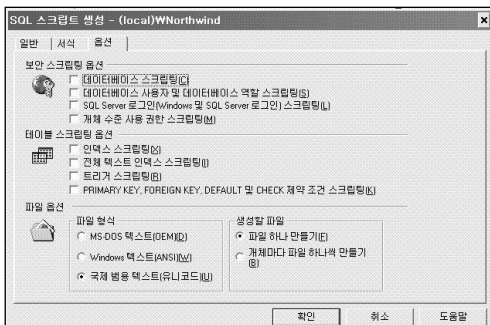 SQL 스크립트 생성 - (local)₩Northwind
일반 서식 옵션
보안 스크립팅 옵션
데이터베이스 스크립팅(C)
데이터베이스 사용자 및 데이터베이스 역할 스크립팅(S)
SQL Server 로그인(Windows 및 SQL Server 로그인) 스크립팅(L)
개체 수준 사용 권한 스크립팅(M)
테이블 스크립팅 옵션
인덱스 스크립팅(X)
전체 텍스트 인덱스 스크립팅(I)
트리거 스크립팅(R)
PRIMARY KEY, FOREIGN KEY, DEFAULT 및 CHECK 제약 조건 스크립팅(K)
파일 옵션
파일 형식
MS-DOS 텍스트(OEM)(D)
Windows 텍스트(ANSI)(W)
국제 범용 텍스트(유니코드)(U)
생성할 파일
파일 하나 만들기(F)
개체마다 파일 하나씩 만들기
(B)
확인 취소 도움말